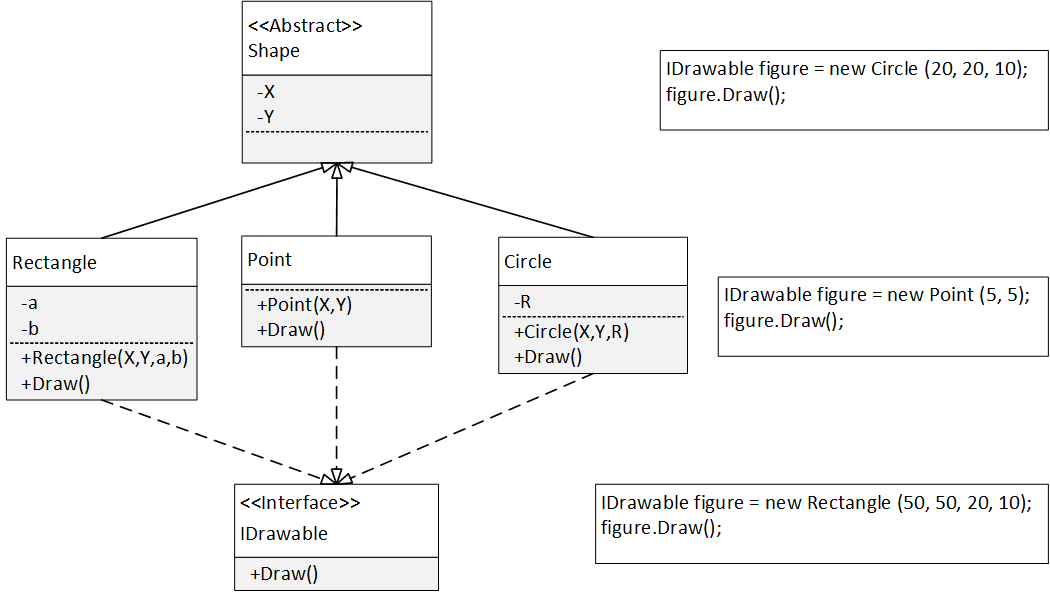 <<Abstract>>
Shape
-X
-Y
IDrawable figure = new Circle (20, 20, 10);
figure.Draw();
Rectangle
-a
-b
+Rectangle(X,Y,a,b)
+Draw()
Point
+Point(X,Y)
+Draw()
Circle
-R
+Circle(X,Y,R)
+Draw()
IDrawable figure = new Point (5, 5);
figure.Draw();
<<Interface>>
IDrawable
+Draw()
IDrawable figure = new Rectangle (50, 50, 20, 10);
figure.Draw();